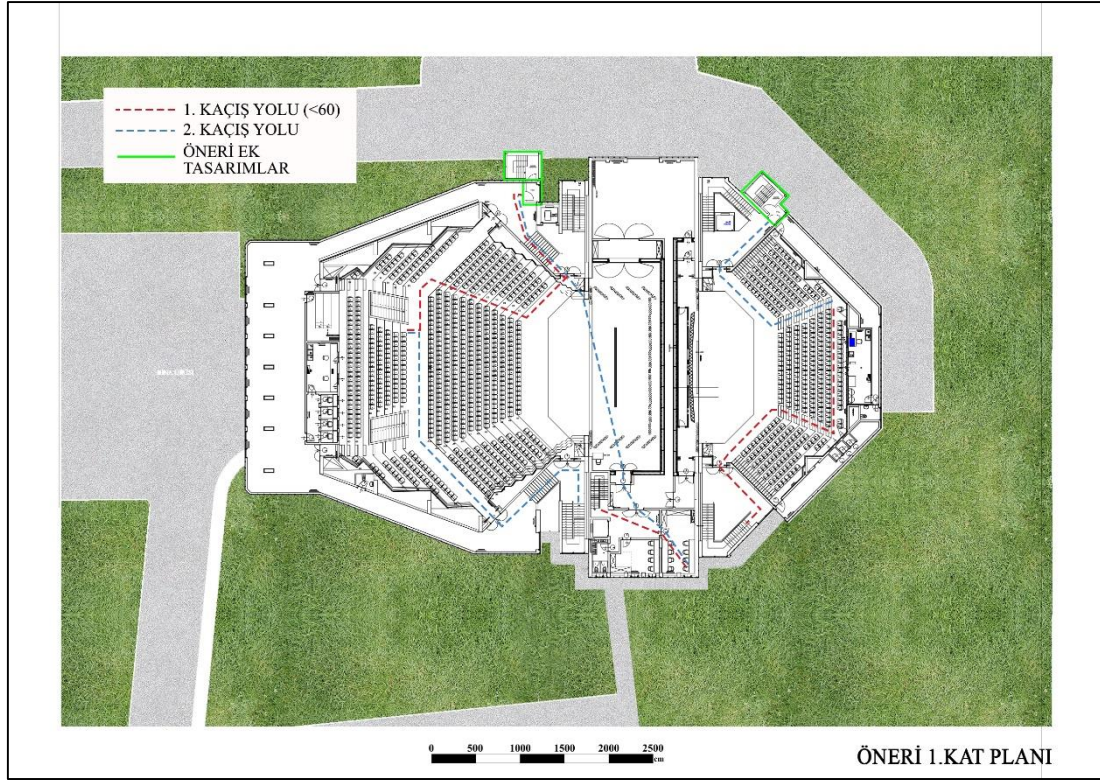 1. KAÇIŞ YOLU (<60)
2. KAÇIŞ YOLU
ÖNERİ EK
TASARIMLAR
0 500 1000 1500 2000 2500
cm
ÖNERİ 1.KAT PLANI